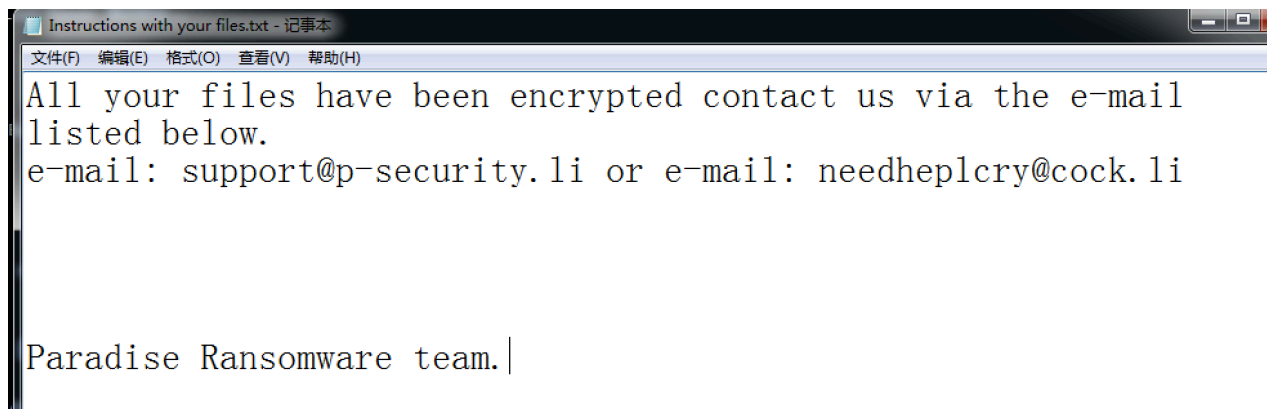 Instructions with your files.txt - 记事本
文件(F) 编辑(E) 格式(O) 查看(V) 帮助(H)
All your files have been encrypted contact us via the e-mail
listed below.
e-mail: support@p-security.li or e-mail: needheplcry@cock.li
Paradise Ransomware team.